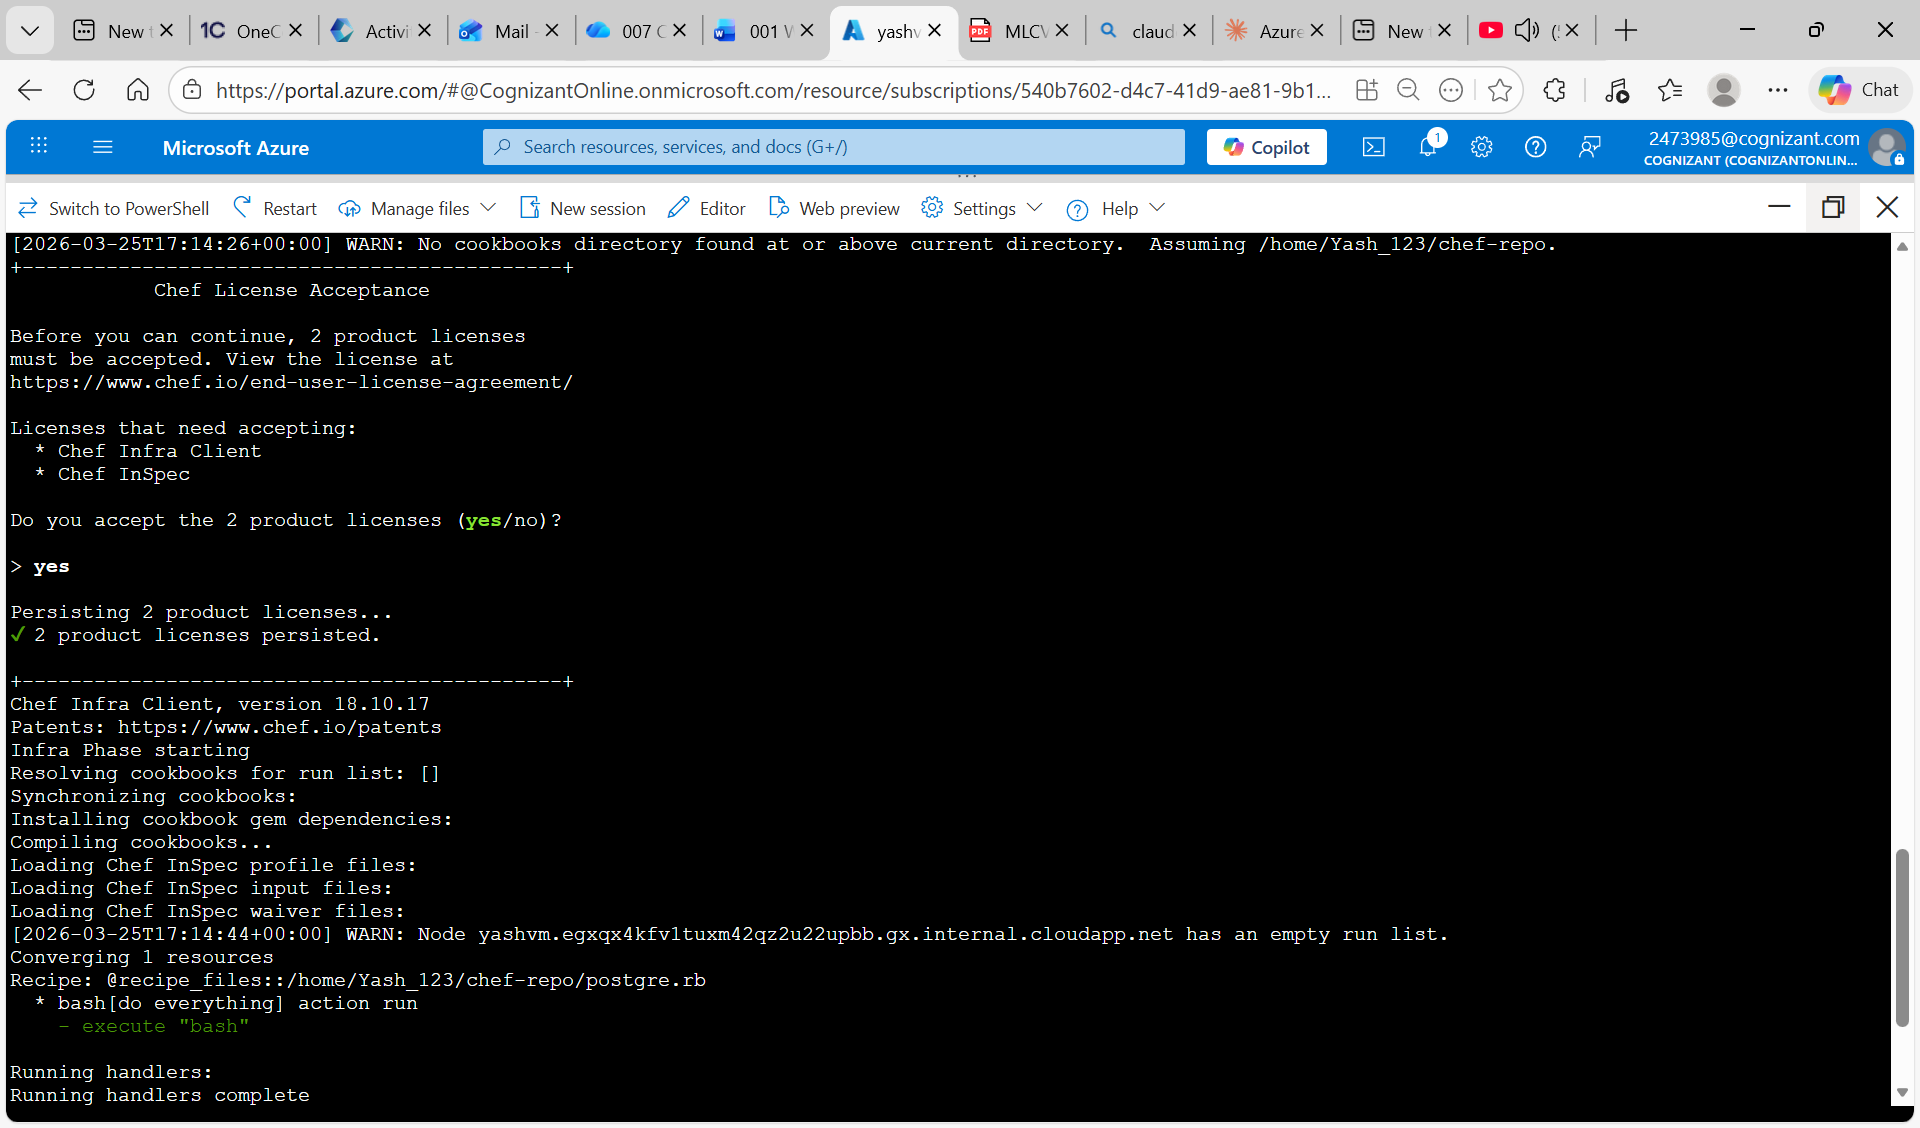 New t
OneC
Activi
Mail -
007 C
001 W
yashv
MLCV
claud
Azure
New t
(5
https://portal.azure.com/#@CognizantOnline.onmicrosoft.com/resource/subscriptions/540b7602-d4c7-41d9-ae81-9b1...
Chat
Microsoft Azure
Search resources, services, and docs (G+/)
Copilot
1
2473985@cognizant.com
COGNIZANT (COGNIZANTONLIN...
Switch to PowerShell
Restart
Manage files
New session
Editor
Web preview
Settings
Help
[2026-03-25T17:14:26+00:00] WARN: No cookbooks directory found at or above current directory.  Assuming /home/Yash_123/chef-repo.
+---------------------------------------------+
            Chef License Acceptance
Before you can continue, 2 product licenses
must be accepted. View the license at
https://www.chef.io/end-user-license-agreement/
Licenses that need accepting:
  * Chef Infra Client
  * Chef InSpec
Do you accept the 2 product licenses (yes/no)?
> yes
Persisting 2 product licenses...
✓ 2 product licenses persisted.
+---------------------------------------------+
Chef Infra Client, version 18.10.17
Patents: https://www.chef.io/patents
Infra Phase starting
Resolving cookbooks for run list: []
Synchronizing cookbooks:
Installing cookbook gem dependencies:
Compiling cookbooks...
Loading Chef InSpec profile files:
Loading Chef InSpec input files:
Loading Chef InSpec waiver files:
[2026-03-25T17:14:44+00:00] WARN: Node yashvm.egxqx4kfv1tuxm42qz2u22upbb.gx.internal.cloudapp.net has an empty run list.
Converging 1 resources
Recipe: @recipe_files::/home/Yash_123/chef-repo/postgre.rb
  * bash[do everything] action run
    - execute "bash"
Running handlers:
Running handlers complete